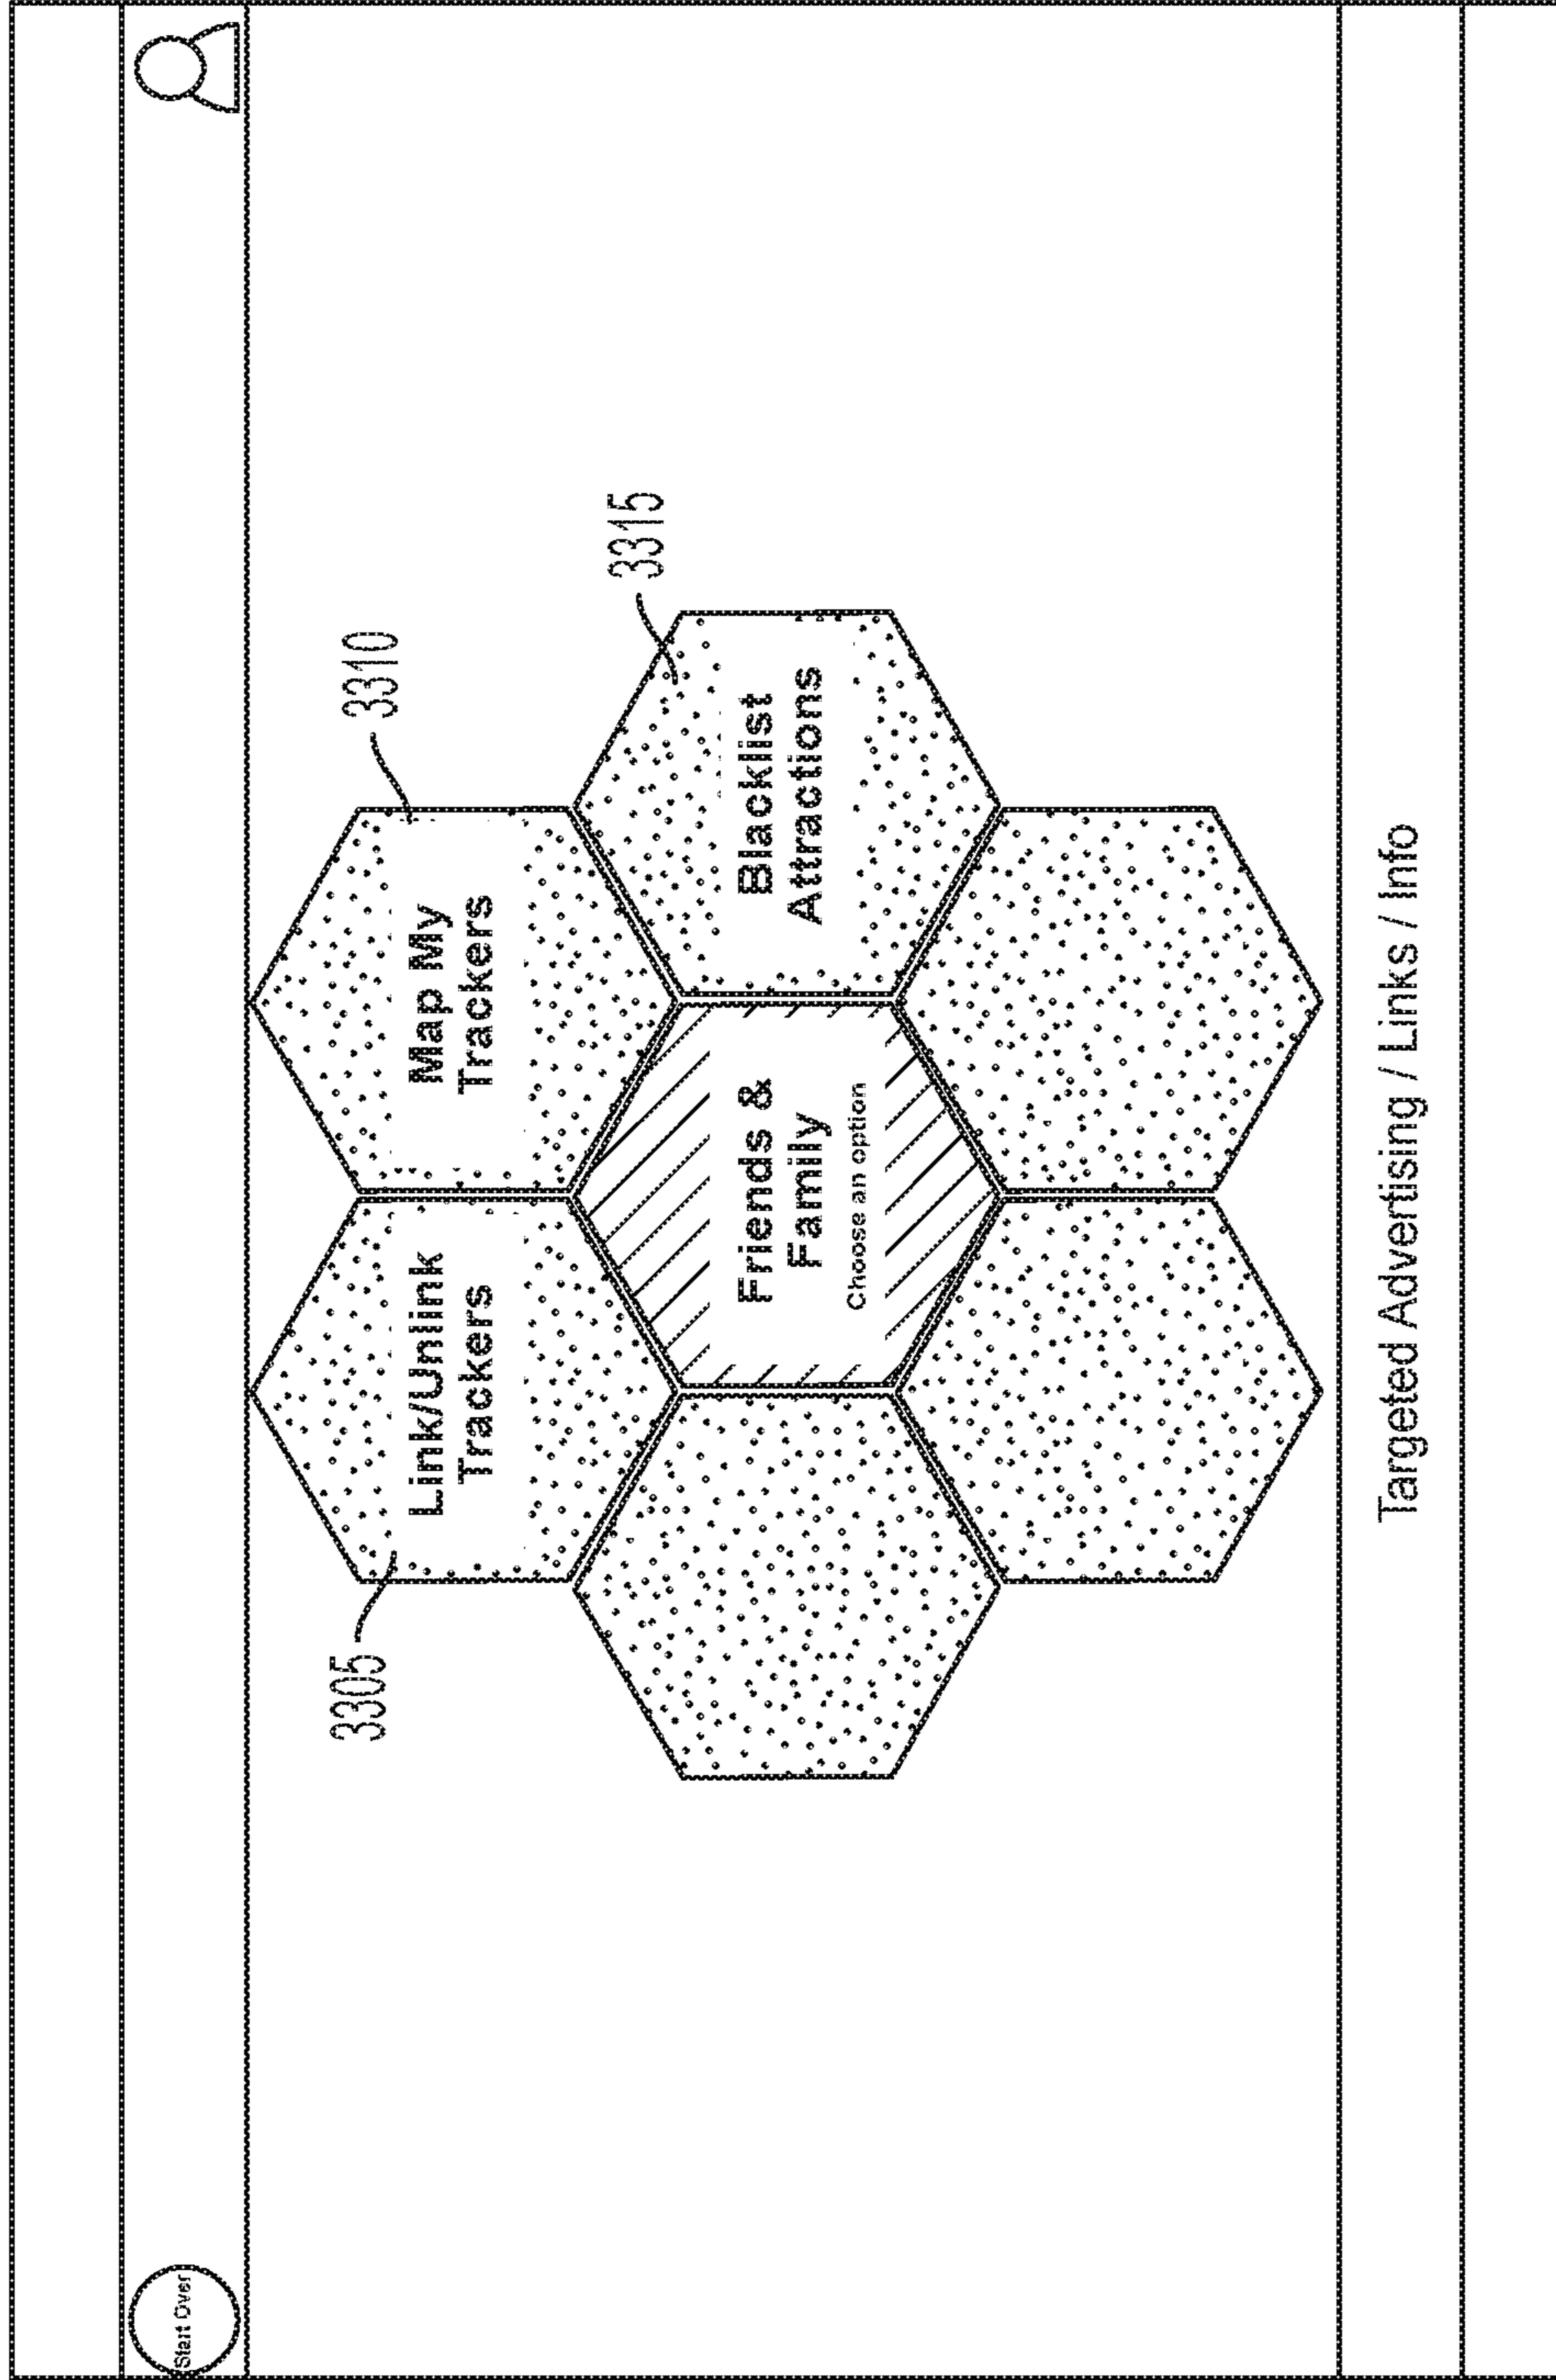 Start Over
3305
Link/Unlink
Trackers
3310
Map My
Trackers
3315
Friends &
Family
Choose an option
Blacklist
Attractions
Targeted Advertising / Links / Info